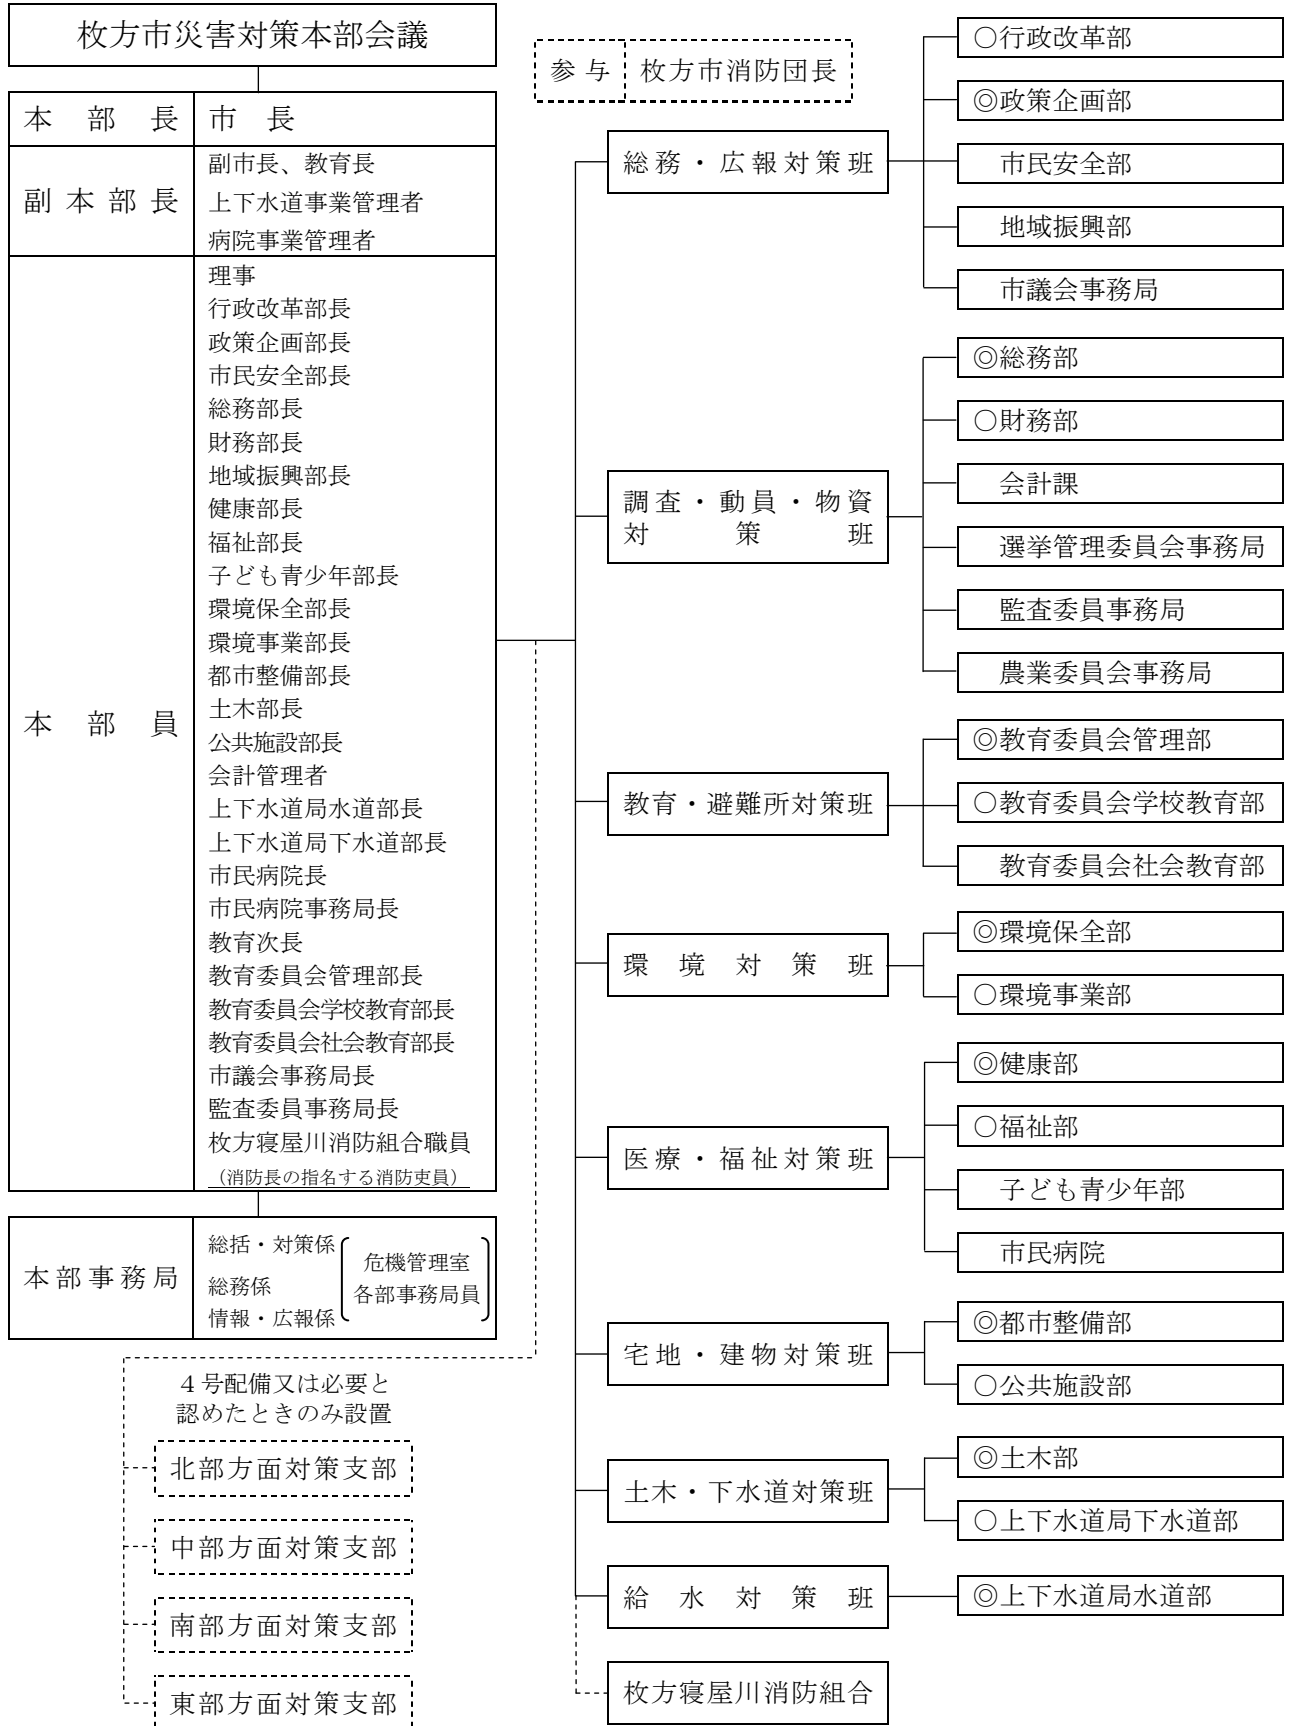 枚方市災害対策本部会議
本部長 市長
副本部長
副市長、教育長
上下水道事業管理者
病院事業管理者
本部員
理事
行政改革部長
政策企画部長
市民安全部長
総務部長
財務部長
地域振興部長
健康部長
福祉部長
子ども青少年部長
環境保全部長
環境事業部長
都市整備部長
土木部長
公共施設部長
会計管理者
上下水道局水道部長
上下水道局下水道部長
市民病院長
市民病院事務局長
教育次長
教育委員会管理部長
教育委員会学校教育部長
教育委員会社会教育部長
市議会事務局長
監査委員事務局長
枚方寝屋川消防組合職員
（消防長の指名する消防吏員）
本部事務局
総括・対策係
総務係
情報・広報係
危機管理室
各部事務局員
４号配備又は必要と
認めたときのみ設置
北部方面対策支部
中部方面対策支部
南部方面対策支部
東部方面対策支部
参与 枚方市消防団長
総務・広報対策班
○行政改革部
◎政策企画部
市民安全部
地域振興部
市議会事務局
調査・動員・物資
対策班
◎総務部
○財務部
会計課
選挙管理委員会事務局
監査委員事務局
農業委員会事務局
教育・避難所対策班
◎教育委員会管理部
○教育委員会学校教育部
教育委員会社会教育部
環境対策班
◎環境保全部
○環境事業部
医療・福祉対策班
◎健康部
○福祉部
子ども青少年部
市民病院
宅地・建物対策班
◎都市整備部
○公共施設部
土木・下水道対策班
◎土木部
○上下水道局下水道部
給水対策班
◎上下水道局水道部
枚方寝屋川消防組合